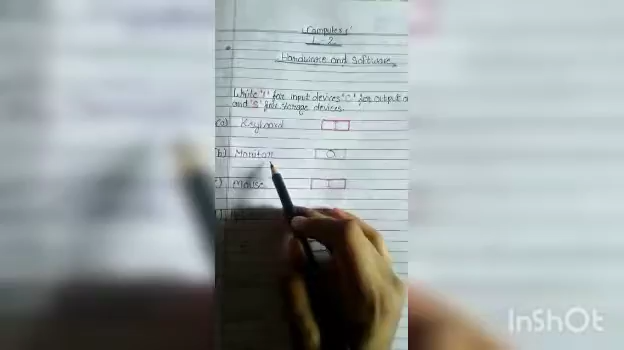 Computer
L-2
Hardware and Software
Write 'I' for input devices 'O' for output
and 'S' for storage devices.
(a) Keyboard I
(b) Monitor O
) Mouse I
InShOt